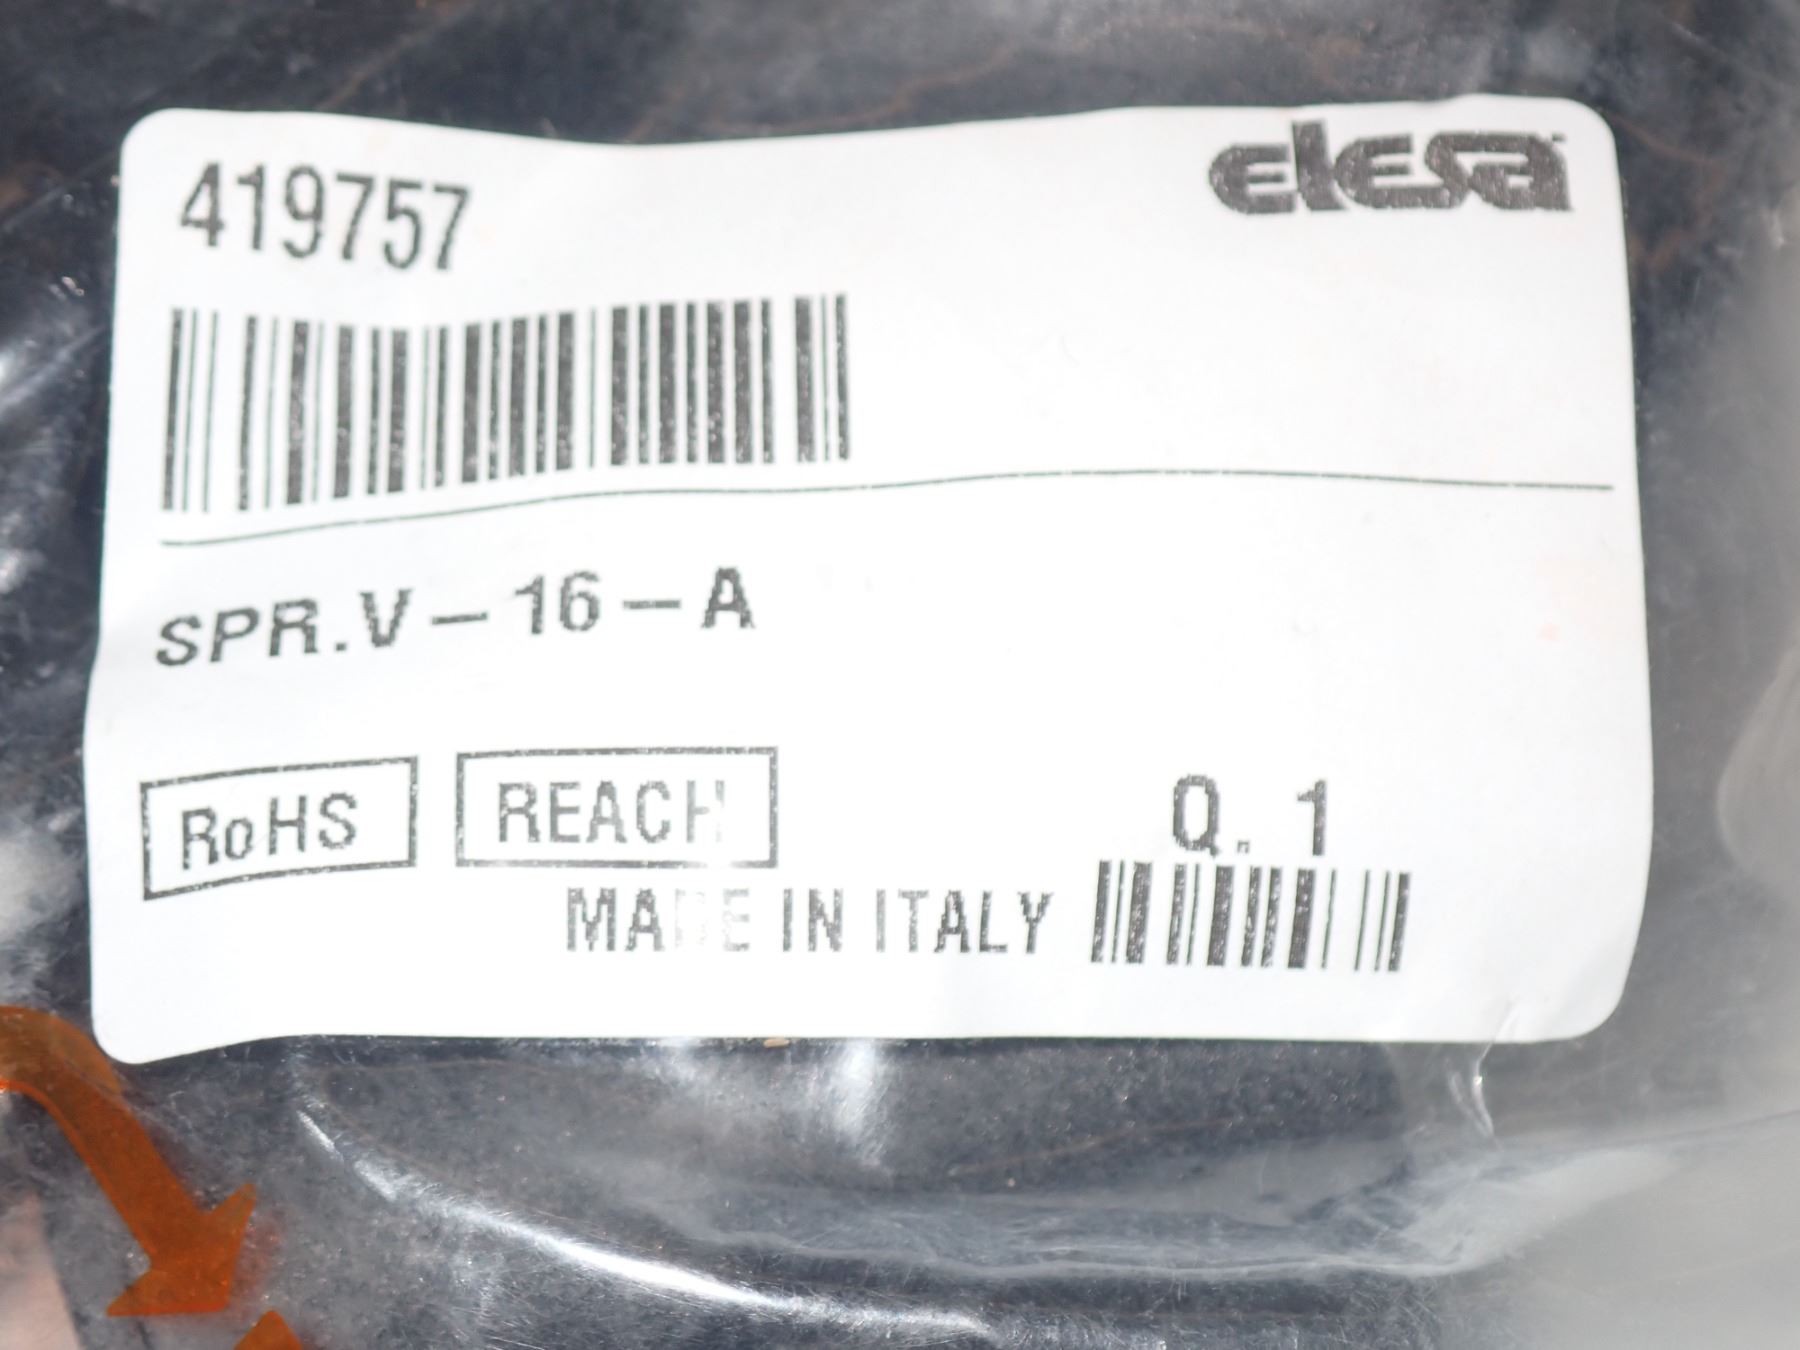 419757
elesa
SPR.V-16-A
RoHS
REACH
Q. 1
MADE IN ITALY